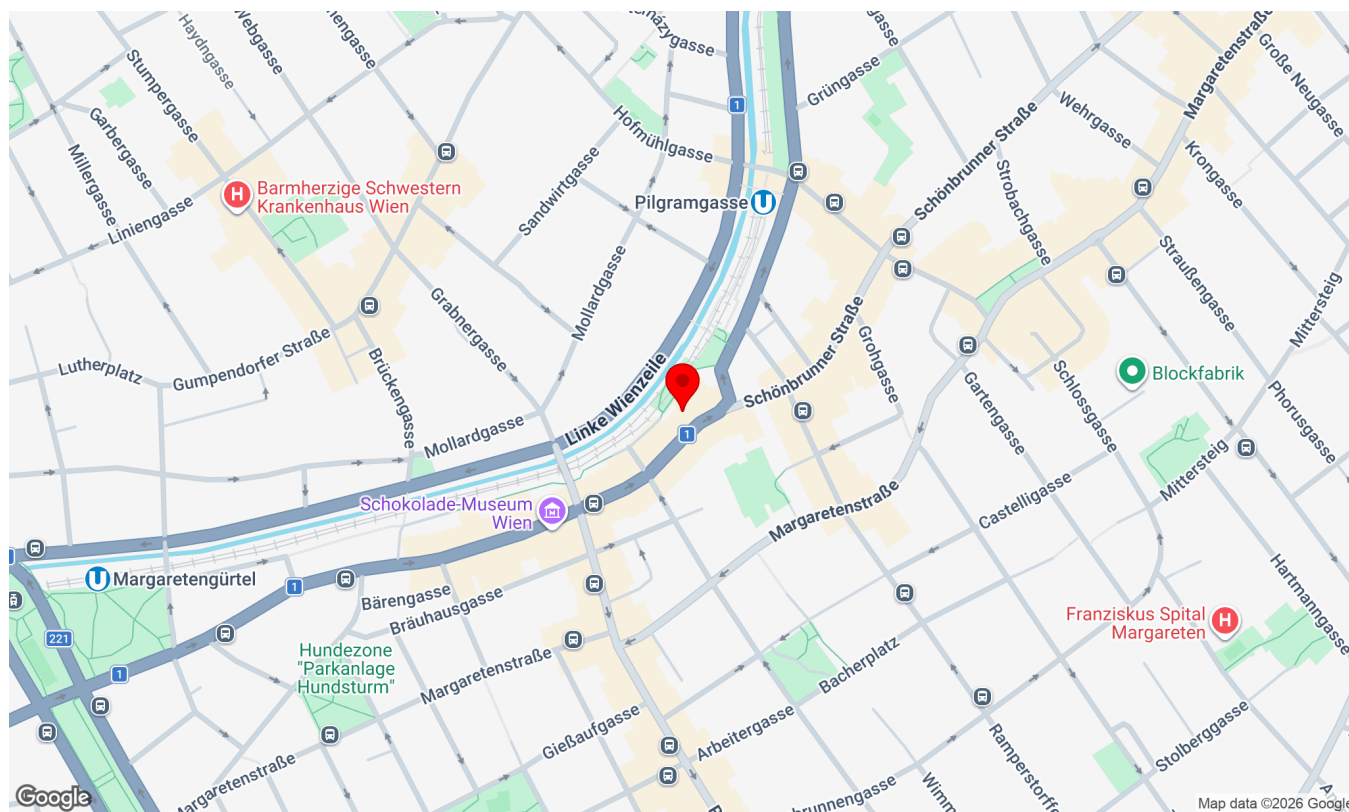 Haydngasse
Webgasse
Stumpergasse
Garbergasse
Millergasse
Liniengasse
Barmherzige Schwestern
Krankenhaus Wien
Hofmühlgasse
Sandwirtgasse
Pilgramgasse
1
Grüngasse
Schönbrunner Straße
Wehrgasse
Margaretenstraße
Große Neugasse
Krongasse
Strobachgasse
Straußengasse
Mittersteig
Mollardgasse
Grabnergasse
Gumpendorfer Straße
Lutherplatz
Brückengasse
Mollardgasse
Linke Wienzeile
Schönbrunner Straße
Grohgasse
Gartengasse
Schlossgasse
Blockfabrik
Phorusgasse
Mittersteig
1
Schokolade-Museum
Wien
Margaretenstraße
Castelligasse
Hartmanngasse
Margaretengürtel
1
Bärengasse
Bräuhausgasse
221
1
Hundezone
"Parkanlage
Hundsturm"
Margaretenstraße
Franziskus Spital
Margareten
Bacherplatz
Gießaufgasse
Arbeitergasse
Stolberggasse
Margaretenstraße
Google
Map data ©2026 Google